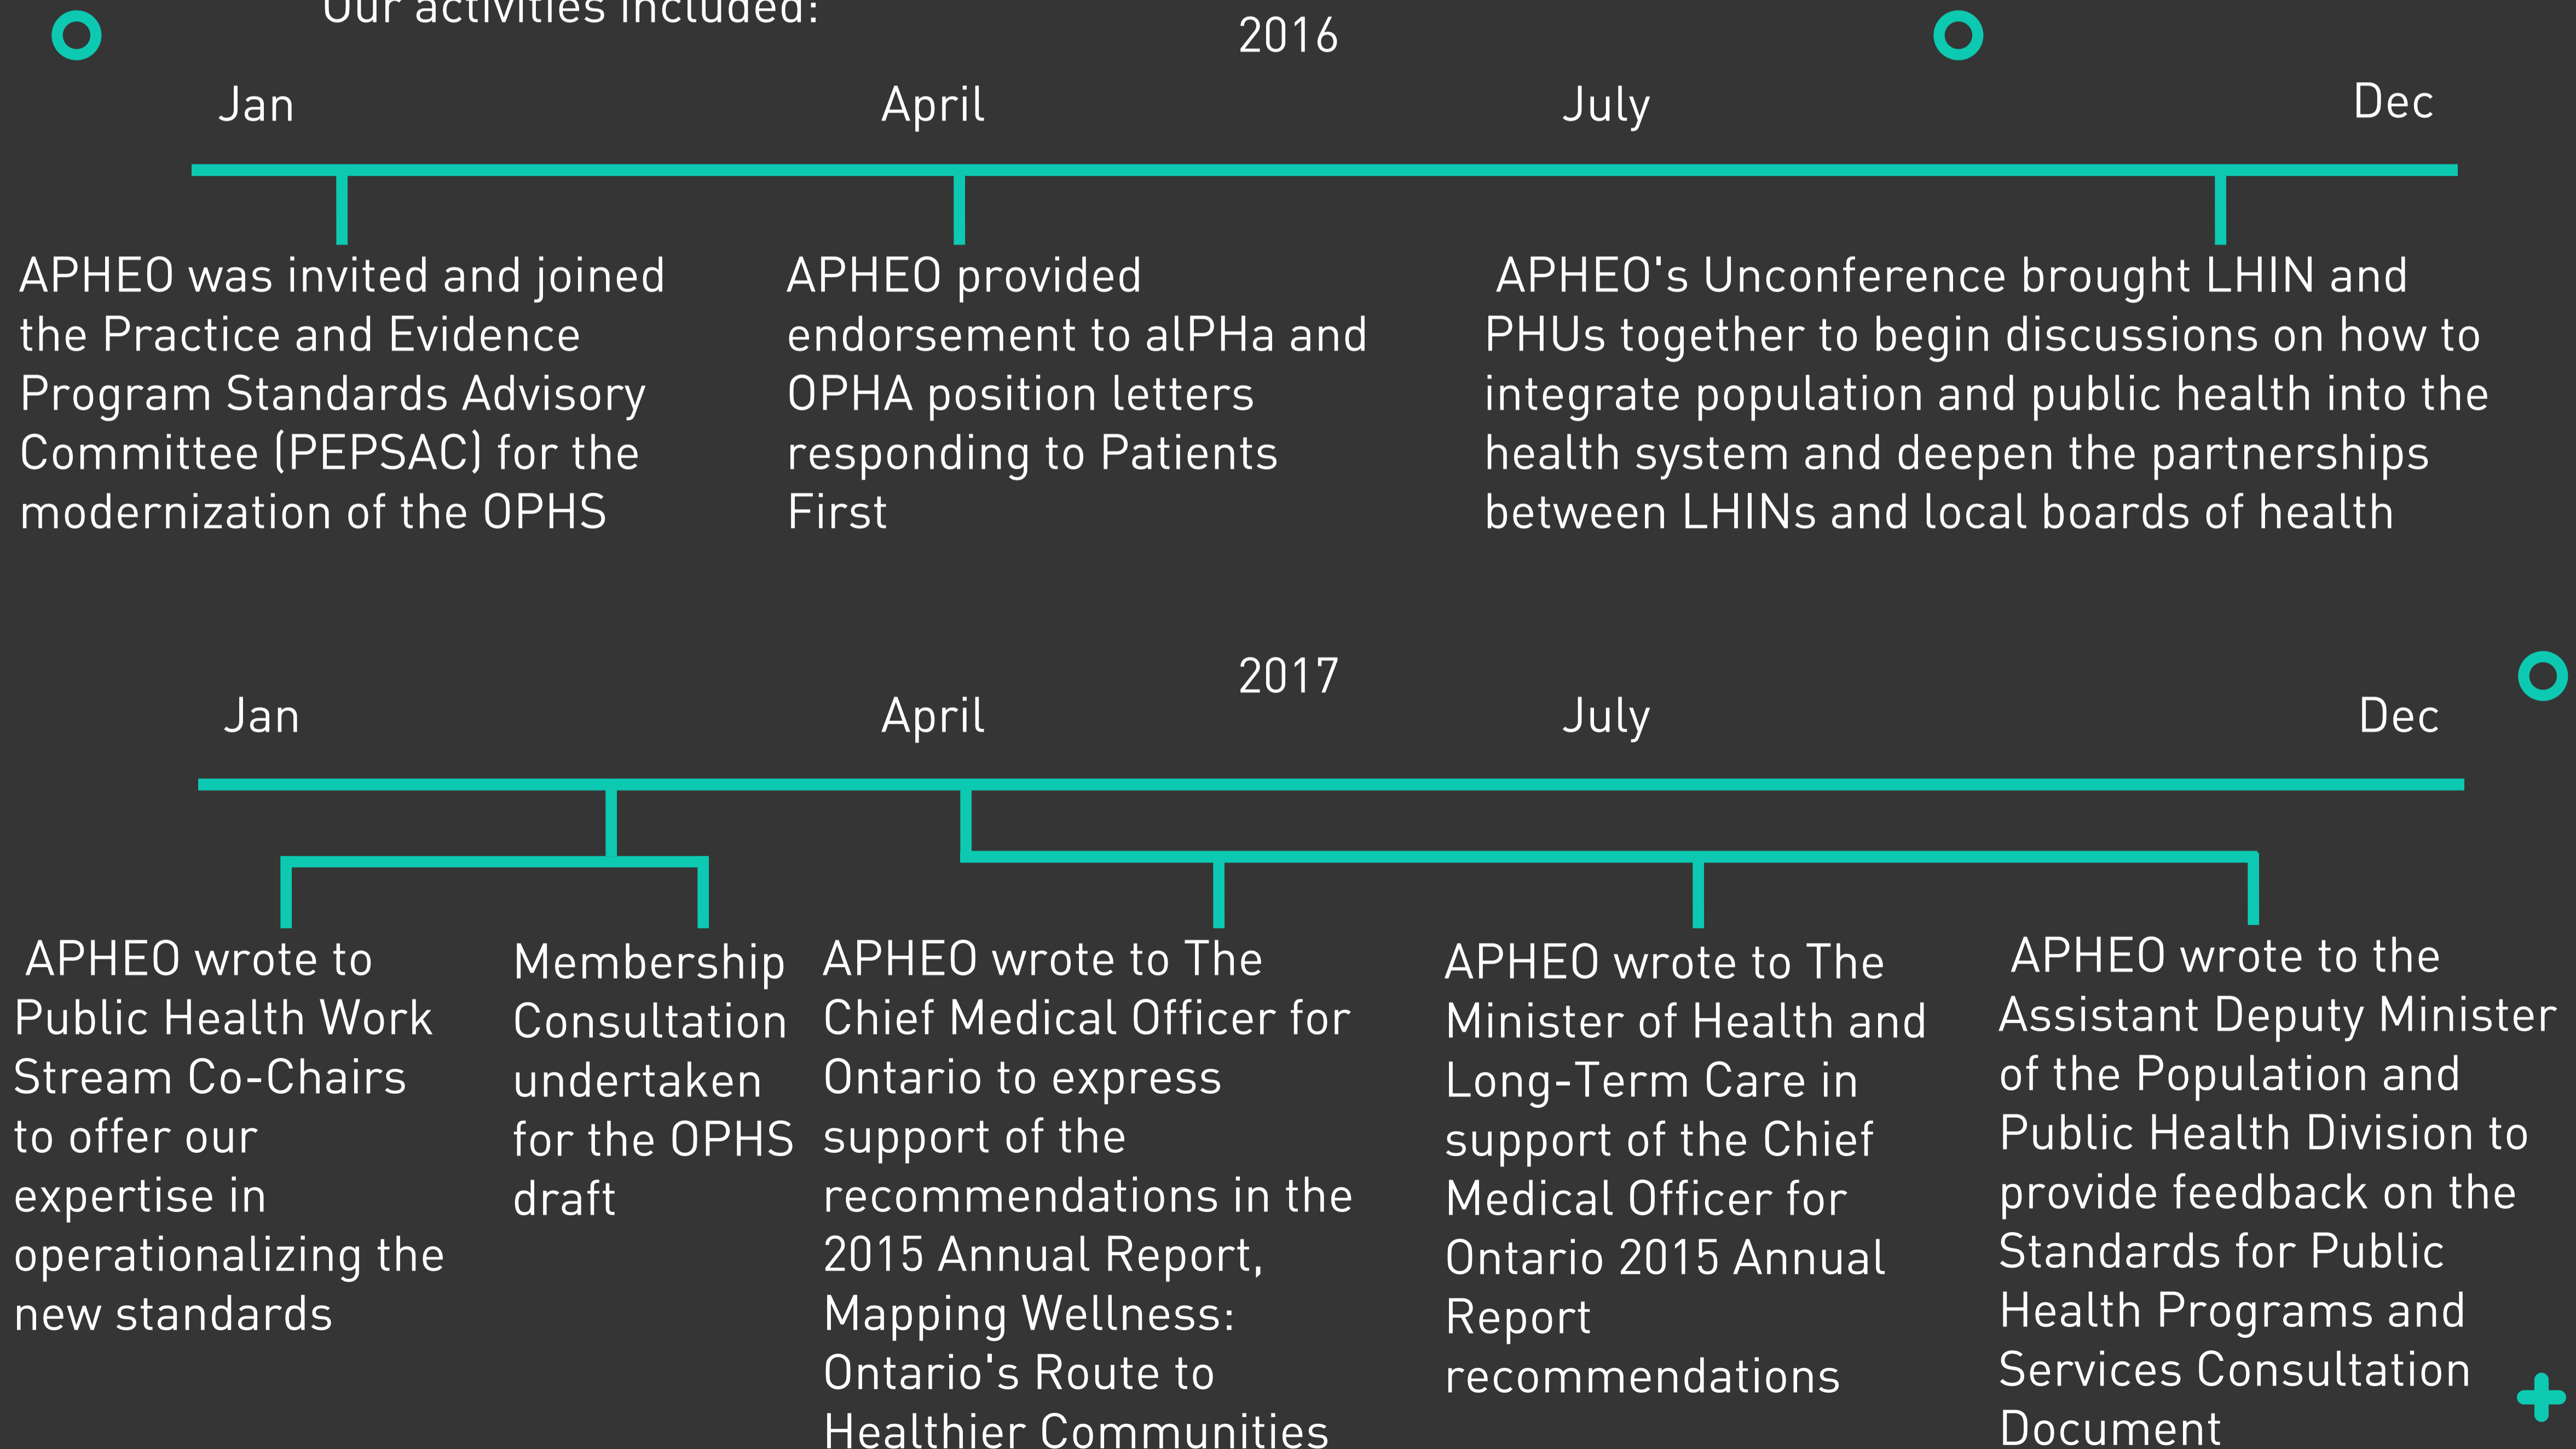 Our activities included:
2016
Jan
April
July
Dec
APHEO was invited and joined
the Practice and Evidence
Program Standards Advisory
Committee (PEPSAC) for the
modernization of the OPHS
APHEO provided
endorsement to alPHa and
OPHA position letters
responding to Patients
First
APHEO's Unconference brought LHIN and
PHUs together to begin discussions on how to
integrate population and public health into the
health system and deepen the partnerships
between LHINs and local boards of health
2017
Jan
April
July
Dec
APHEO wrote to
Public Health Work
Stream Co-Chairs
to offer our
expertise in
operationalizing the
new standards
Membership
Consultation
undertaken
for the OPHS
draft
APHEO wrote to The
Chief Medical Officer for
Ontario to express
support of the
recommendations in the
2015 Annual Report,
Mapping Wellness:
Ontario's Route to
Healthier Communities
APHEO wrote to The
Minister of Health and
Long-Term Care in
support of the Chief
Medical Officer for
Ontario 2015 Annual
Report
recommendations
APHEO wrote to the
Assistant Deputy Minister
of the Population and
Public Health Division to
provide feedback on the
Standards for Public
Health Programs and
Services Consultation
Document